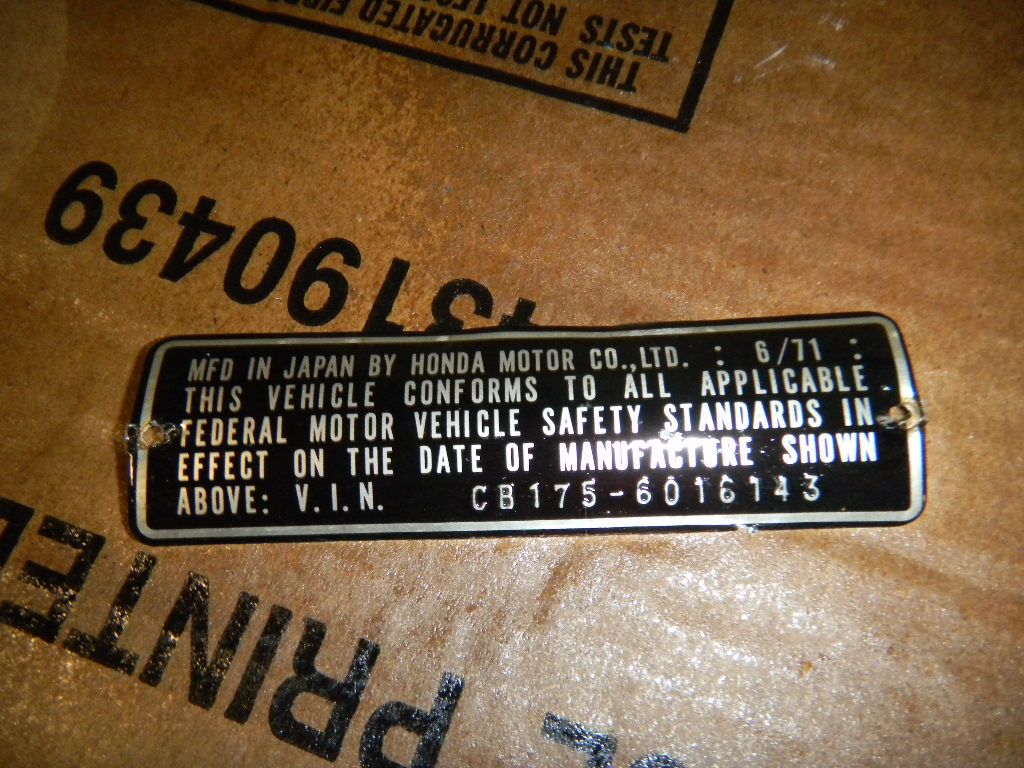 THIS CORRUGATED
TESTS NOT
3190439
MFD IN JAPAN BY HONDA MOTOR CO.,LTD. : 6/71 :
THIS VEHICLE CONFORMS TO ALL APPLICABLE
FEDERAL MOTOR VEHICLE SAFETY STANDARDS IN
EFFECT ON THE DATE OF MANUFACTURE SHOWN
ABOVE: V.I.N. CB175-6016143
PRINTED